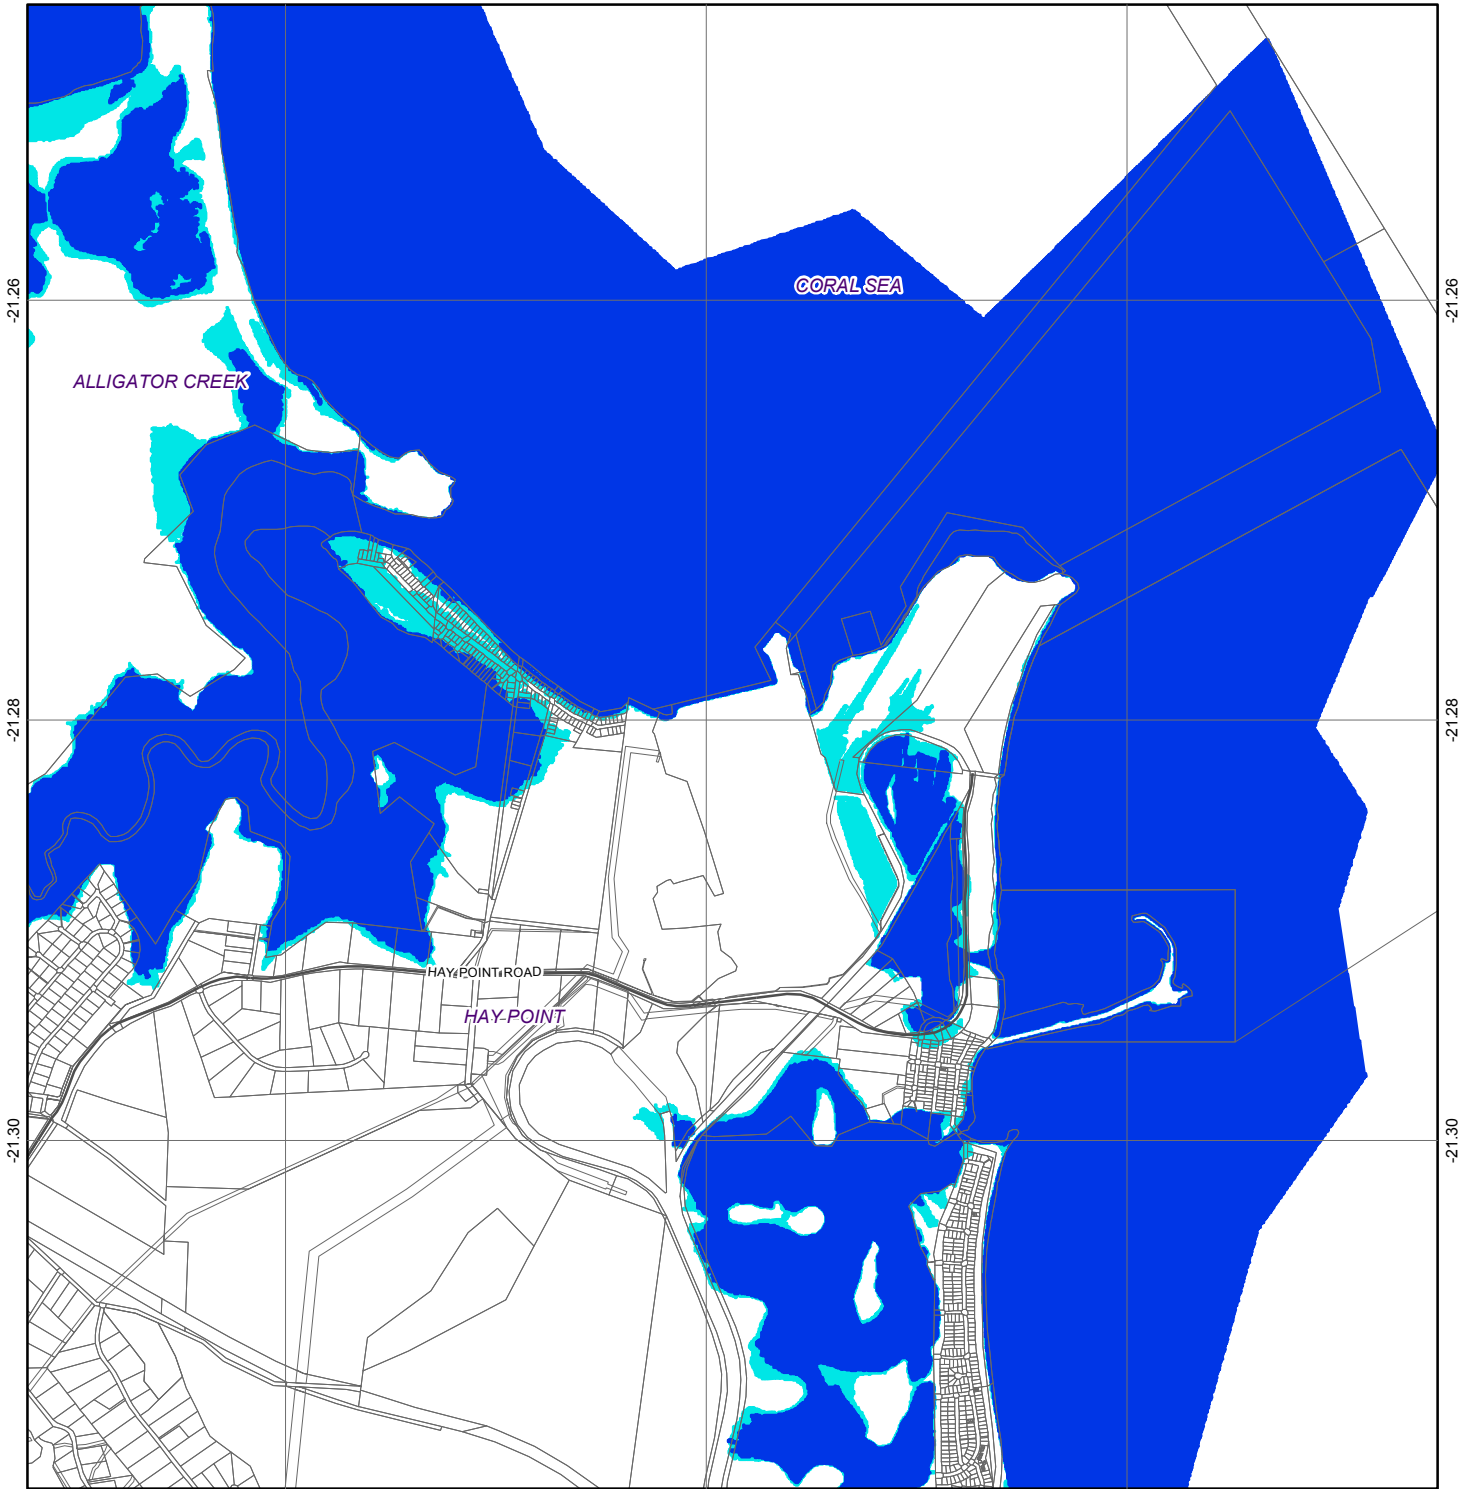 CORAL SEA
-21.26
-21.26
ALLIGATOR CREEK
-21.28
-21.28
HAY POINT ROAD
HAY POINT
-21.30
-21.30